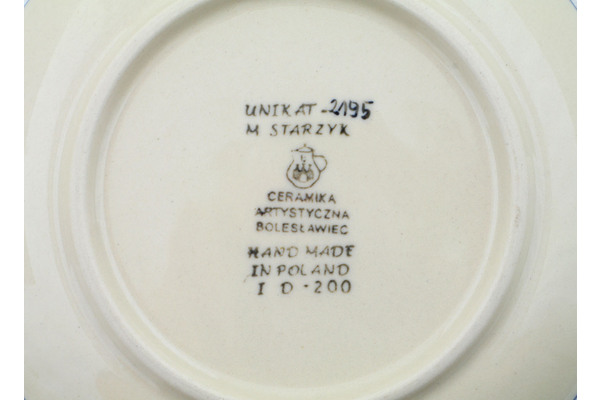 UNIKAT-2195
M STARZYK
CERAMIKA
ARTYSTYCZNA
BOLESŁAWIEC
HAND MADE
IN POLAND
I D-200